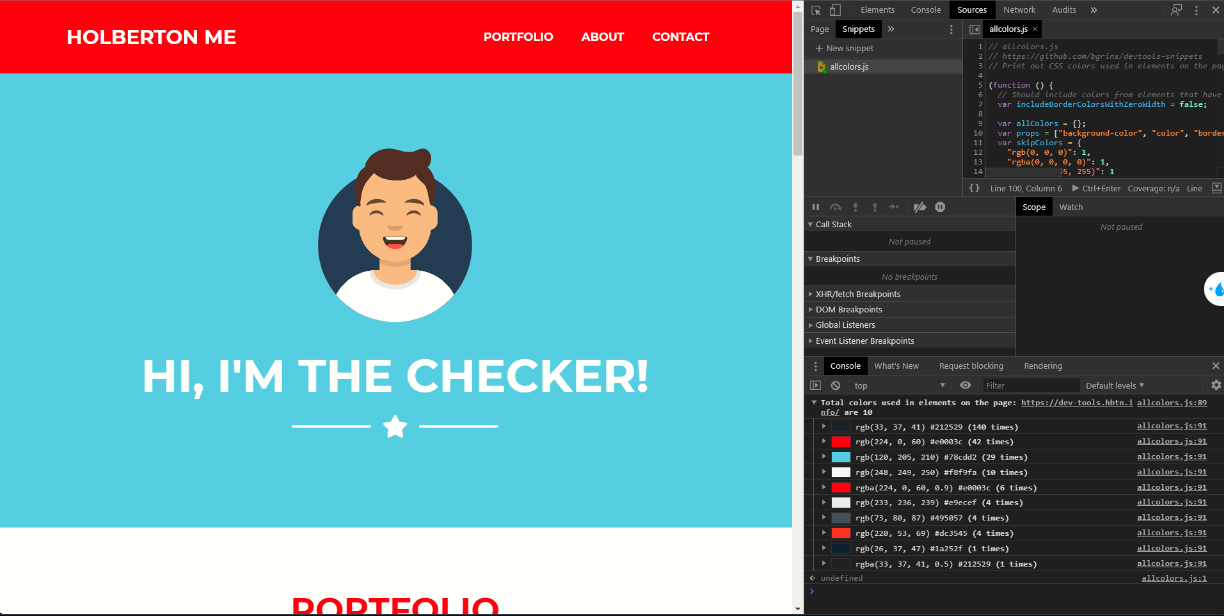 HOLBERTON ME
PORTFOLIO ABOUT CONTACT
HI, I'M THE CHECKER!
PORTFOLIO
Elements Console Sources Network Audits »
Page Snippets »
+ New snippet
allcolors.js
allcolors.js ×
1 // allcolors.js
2 // https://github.com/bgrins/devtools-snippets
3 // Print out CSS colors used in elements on the pag
4
5 (function () {
6 // Should include colors from elements that have
7 var includeBorderColorsWithZeroWidth = false;
8
9 var allColors = {};
10 var props = ["background-color", "color", "border
11 var skipColors = {
12 "rgb(0, 0, 0)": 1,
13 "rgba(0, 0, 0, 0)": 1,
14 5, 255)": 1
{} Line 100, Column 6 Ctrl+Enter Coverage: n/a Line
Scope Watch
Not paused
Call Stack
Not paused
Breakpoints
No breakpoints
XHR/fetch Breakpoints
DOM Breakpoints
Global Listeners
Event Listener Breakpoints
Console What's New Request blocking Rendering
top Filter Default levels
Total colors used in elements on the page: https://dev-tools.hbtn.i allcolors.js:89
nfo/ are 10
rgb(33, 37, 41) #212529 (140 times) allcolors.js:91
rgb(224, 0, 60) #e0003c (42 times) allcolors.js:91
rgb(120, 205, 210) #78cdd2 (29 times) allcolors.js:91
rgb(248, 249, 250) #f8f9fa (10 times) allcolors.js:91
rgba(224, 0, 60, 0.9) #e0003c (6 times) allcolors.js:91
rgb(233, 236, 239) #e9ecef (4 times) allcolors.js:91
rgb(73, 80, 87) #495057 (4 times) allcolors.js:91
rgb(220, 53, 69) #dc3545 (4 times) allcolors.js:91
rgb(26, 37, 47) #1a252f (1 times) allcolors.js:91
rgba(33, 37, 41, 0.5) #212529 (1 times) allcolors.js:91
undefined allcolors.js:1